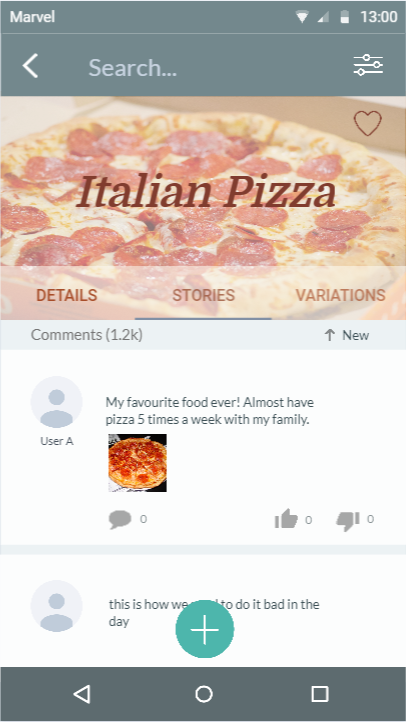 Marvel 13:00
Search...
Italian Pizza
DETAILS STORIES VARIATIONS
Comments (1.2k) New
My favourite food ever! Almost have
pizza 5 times a week with my family.
User A
0 0 0
this is how we to do it bad in the
day